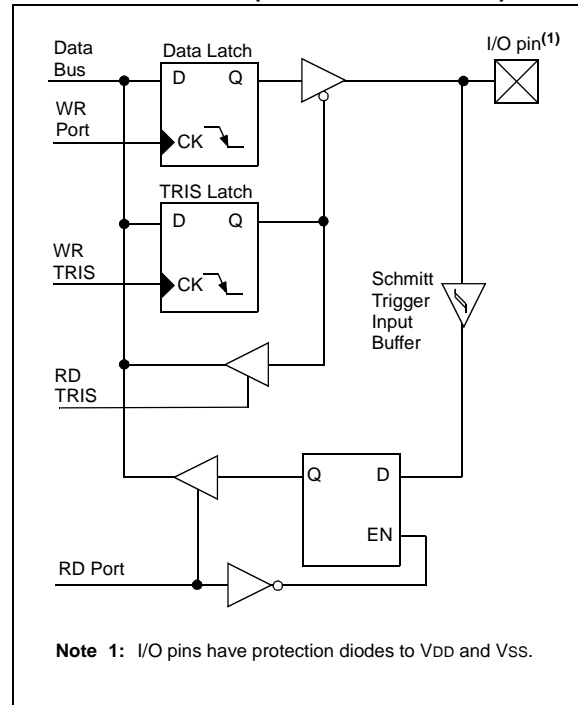 Data
Bus
Data Latch
I/O pin(1)
D Q
WR
Port
CK
TRIS Latch
D Q
WR
TRIS
CK
Schmitt
Trigger
Input
Buffer
RD
TRIS
Q D
EN
RD Port
Note 1: I/O pins have protection diodes to VDD and VSS.